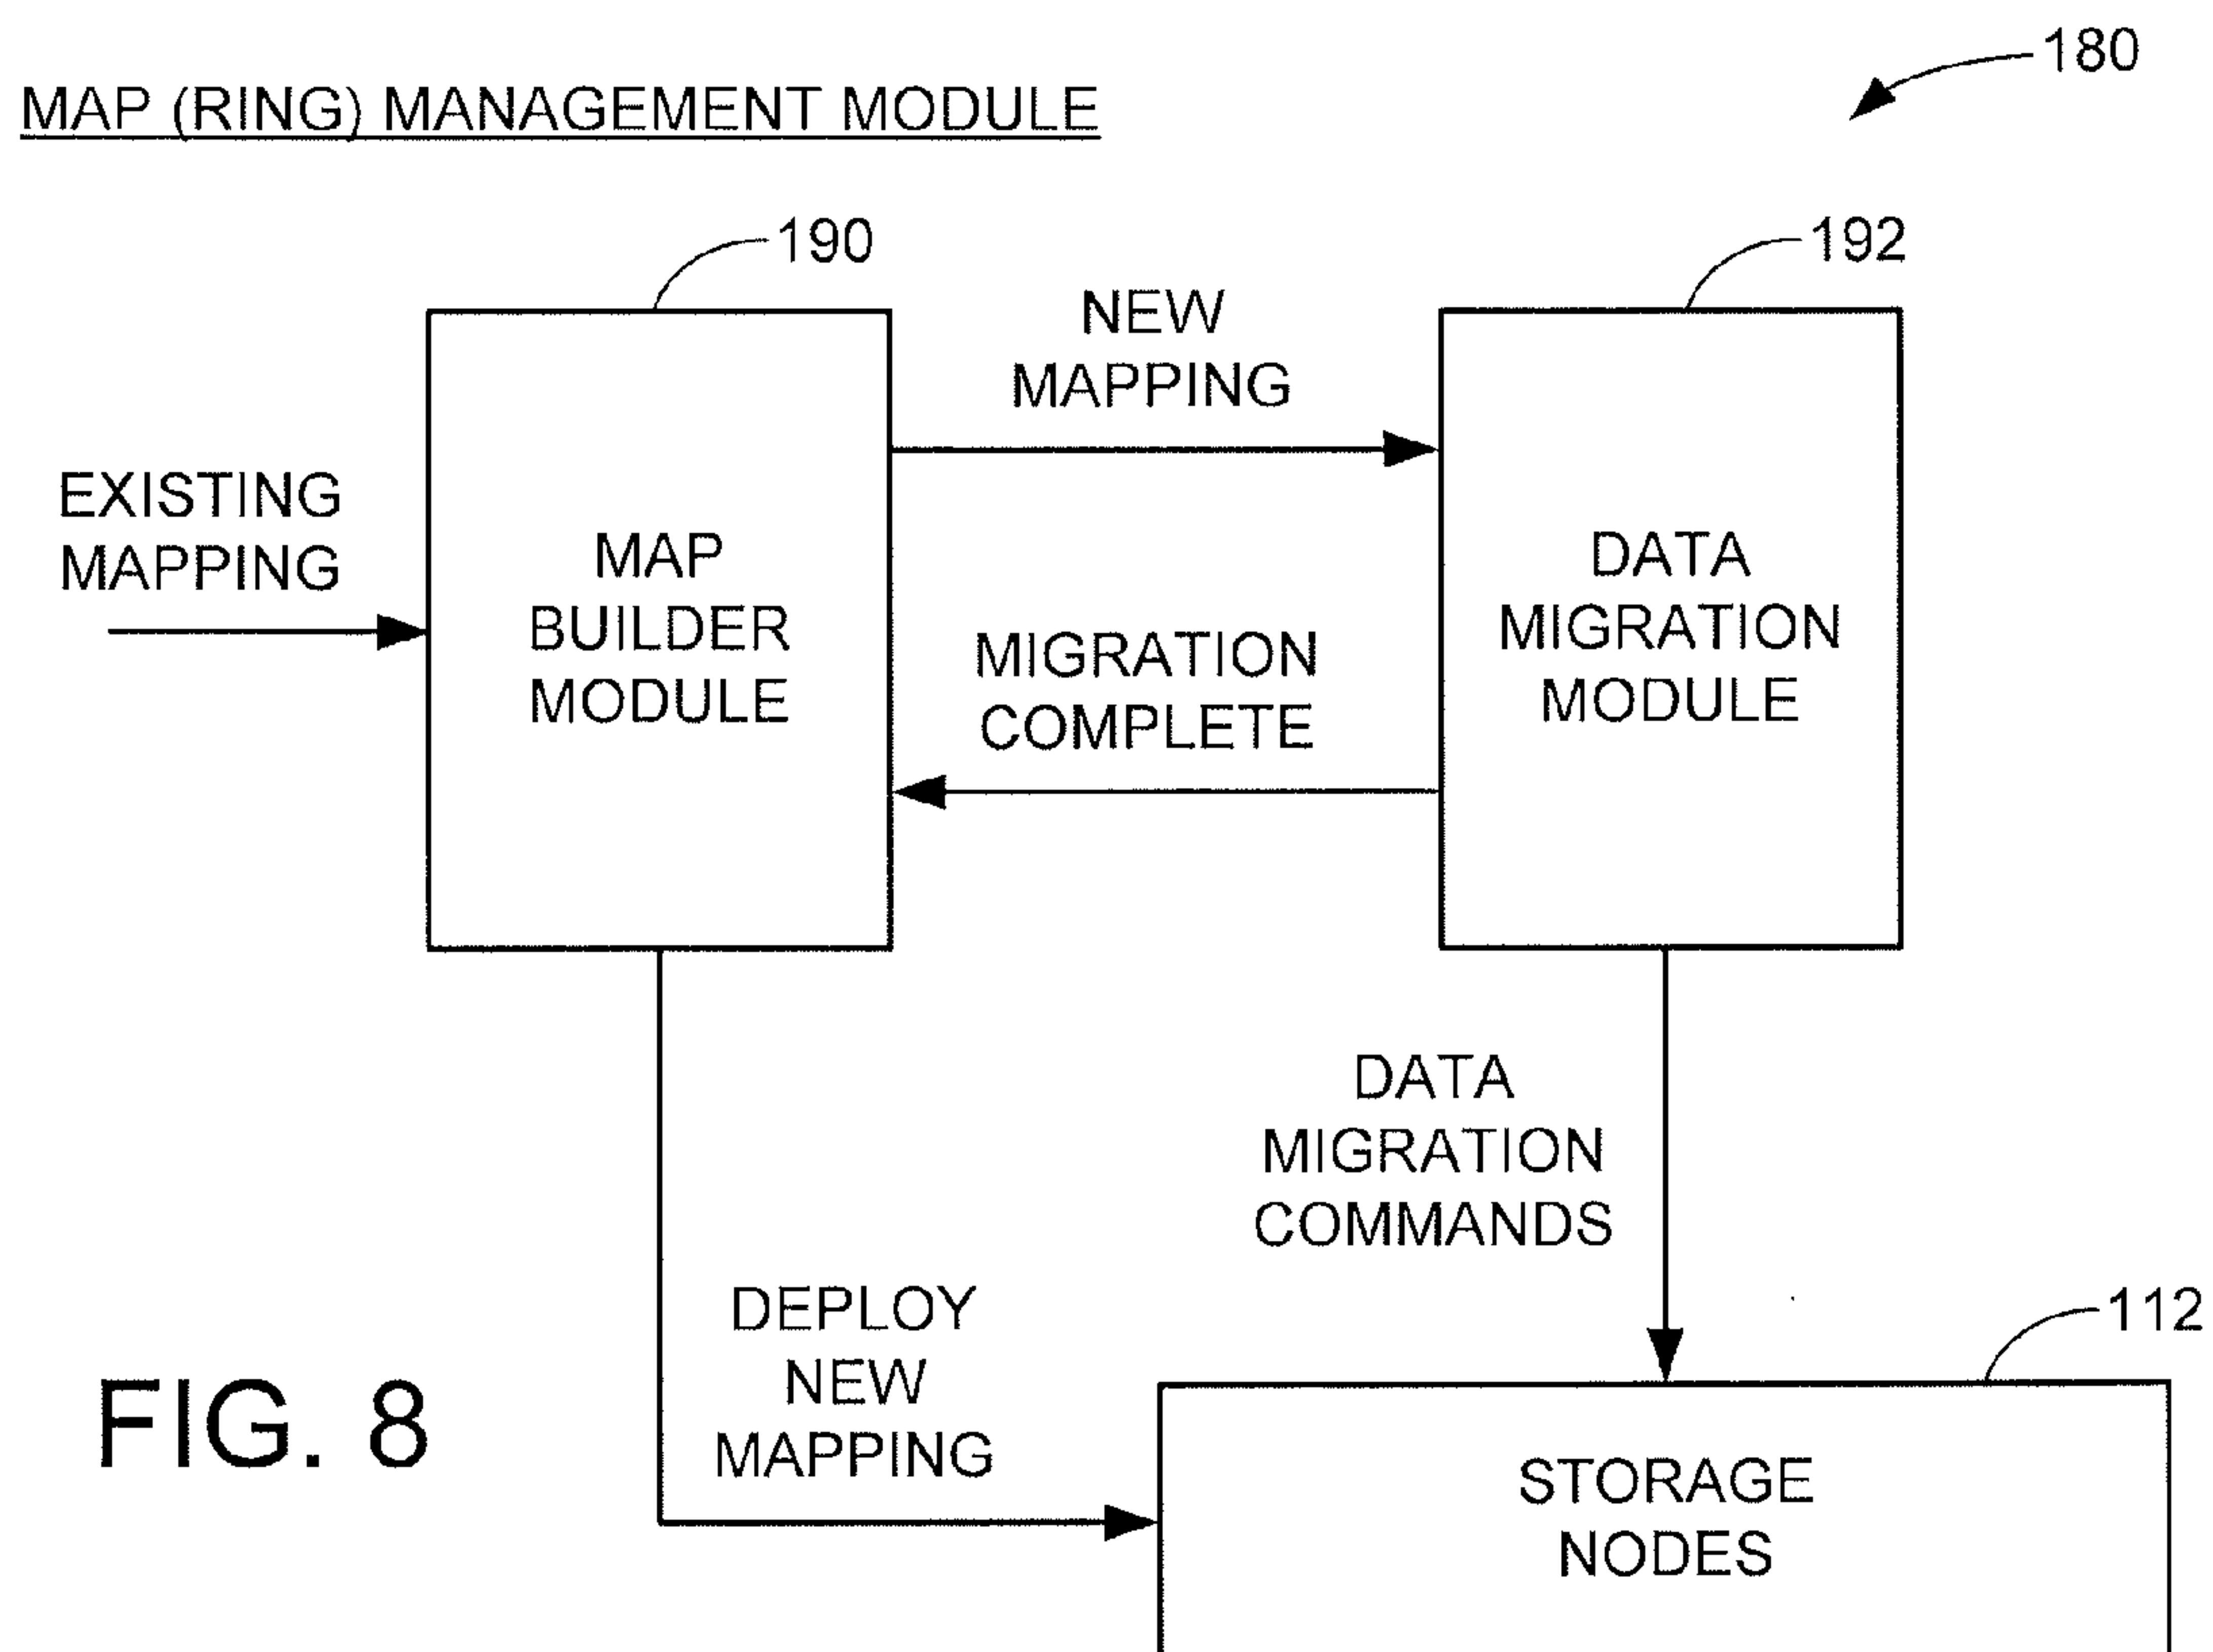 180
MAP (RING) MANAGEMENT MODULE
190
192
NEW
MAPPING
EXISTING
MAPPING
MAP
BUILDER
MODULE
DATA
MIGRATION
MODULE
MIGRATION
COMPLETE
DATA
MIGRATION
COMMANDS
DEPLOY
NEW
MAPPING
112
STORAGE
NODES
FIG. 8